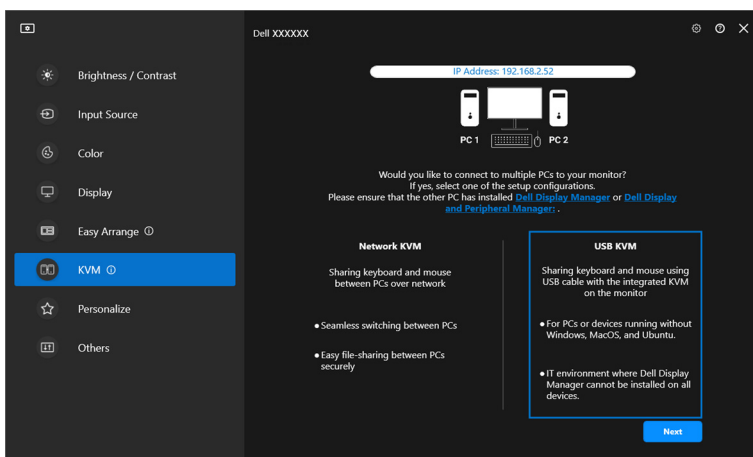 Dell XXXXXX
Brightness / Contrast
Input Source
Color
Display
Easy Arrange
KVM
Personalize
Others
IP Address: 192.168.2.52
PC 1
PC 2
Would you like to connect to multiple PCs to your monitor?
If yes, select one of the setup configurations.
Please ensure that the other PC has installed Dell Display Manager or Dell Display
and Peripheral Manager: .
Network KVM
Sharing keyboard and mouse
between PCs over network
● Seamless switching between PCs
● Easy file-sharing between PCs
securely
USB KVM
Sharing keyboard and mouse using
USB cable with the integrated KVM
on the monitor
● For PCs or devices running without
Windows, MacOS, and Ubuntu.
● IT environment where Dell Display
Manager cannot be installed on all
devices.
Next